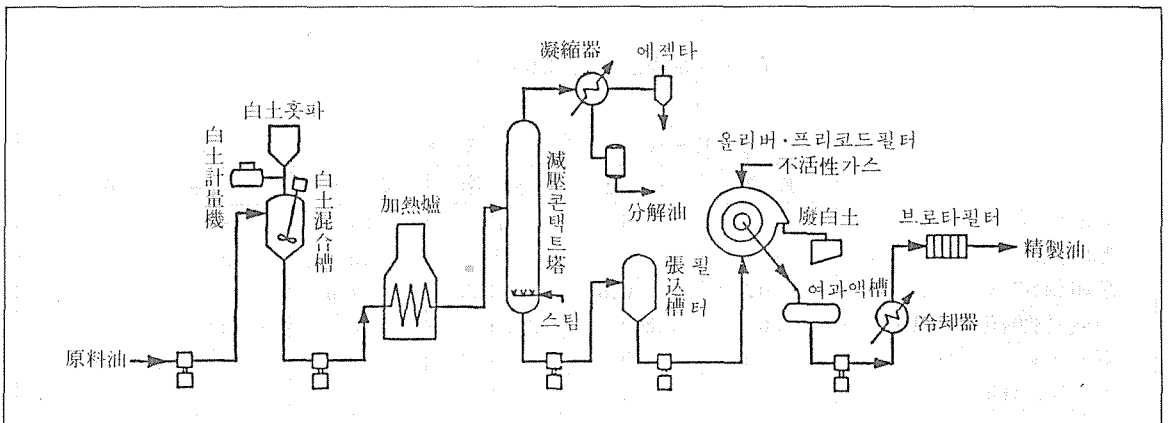 凝縮器
에젝타
白土홋파
白土計量機
白土混合槽
加熱爐
減壓콘택트塔
分解油
스팀
올리버·프리코드필터
不活性가스
廢白土
브로타필터
精製油
필터
張込槽
여과액槽
冷却器
原料油